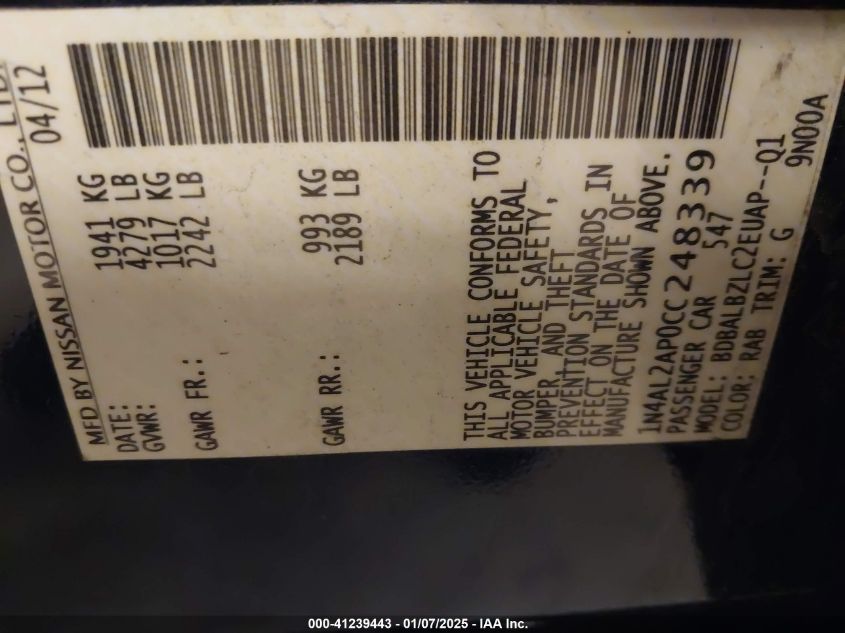 MFD BY NISSAN MOTOR CO., LTD.
DATE: 04/12
GVWR: 1941 KG
4279 LB
GAWR FR.: 1017 KG
2242 LB
GAWR RR.: 993 KG
2189 LB
THIS VEHICLE CONFORMS TO
ALL APPLICABLE FEDERAL
MOTOR VEHICLE SAFETY,
BUMPER, AND THEFT
PREVENTION STANDARDS IN
EFFECT ON THE DATE OF
MANUFACTURE SHOWN ABOVE.
1N4AL2AP0CC248339
PASSENGER CAR 547
MODEL: BDBALBZLC2EUAP--Q1
COLOR: RAB TRIM: G 9N00A
000-41239443 - 01/07/2025 - IAA Inc.